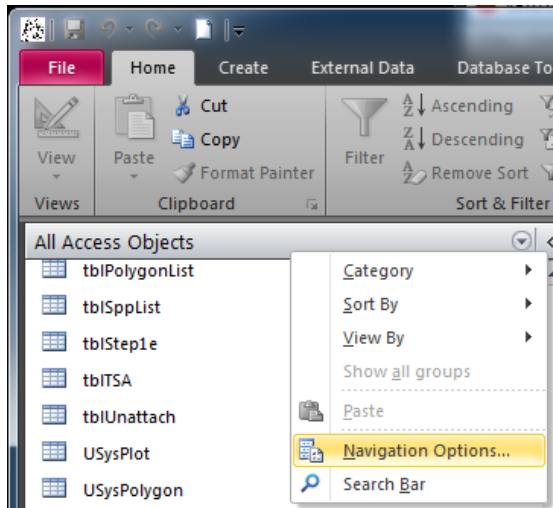 File Home Create External Data Database To
View
Paste
Cut
Copy
Format Painter
Filter
Ascending
Descending
Remove Sort
Views Clipboard Sort & Filter
All Access Objects
tblPolygonList
tblSppList
tblStep1e
tblTSA
tblUnattach
USysPlot
USysPolygon
Category
Sort By
View By
Show all groups
Paste
Navigation Options...
Search Bar